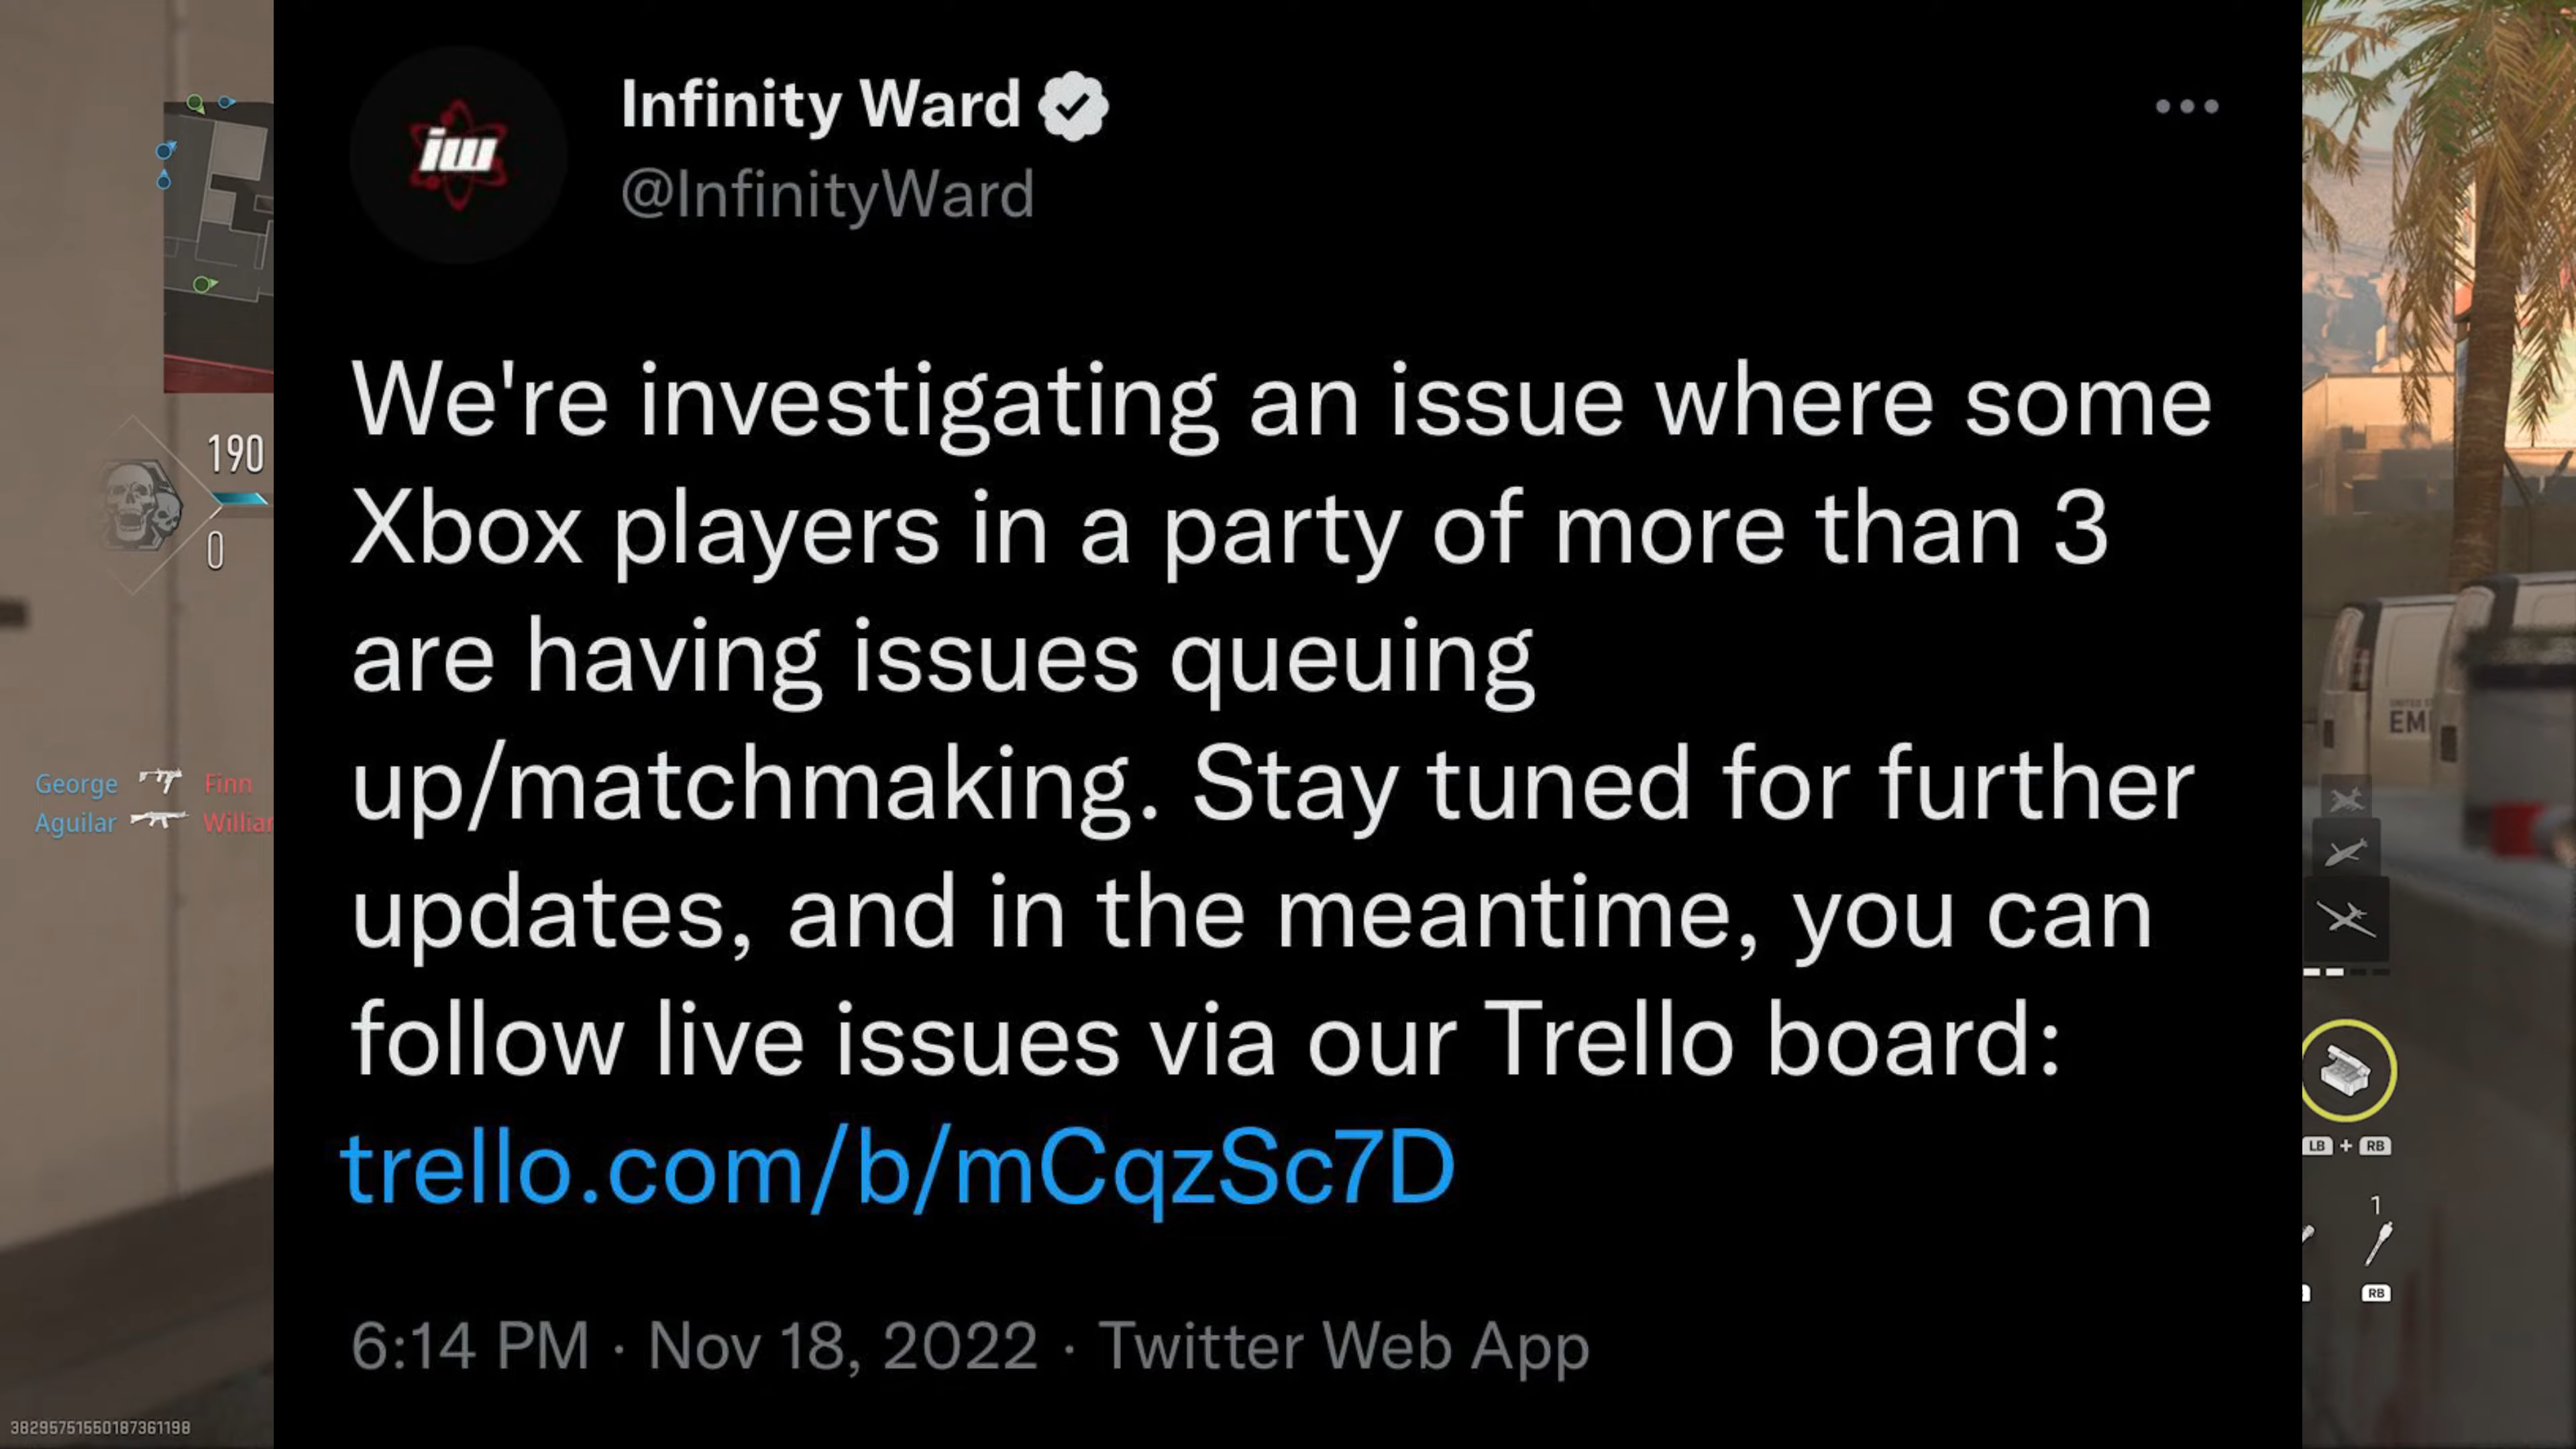 Infinity Ward
@InfinityWard
iw
We're investigating an issue where some
Xbox players in a party of more than 3
are having issues queuing
up/matchmaking. Stay tuned for further
updates, and in the meantime, you can
follow live issues via our Trello board:
trello.com/b/mCqzSc7D
6:14 PM · Nov 18, 2022 · Twitter Web App
190
0
George Finn
Aguilar Willian
38295751550187361198
EM
LB + RB
1
RB